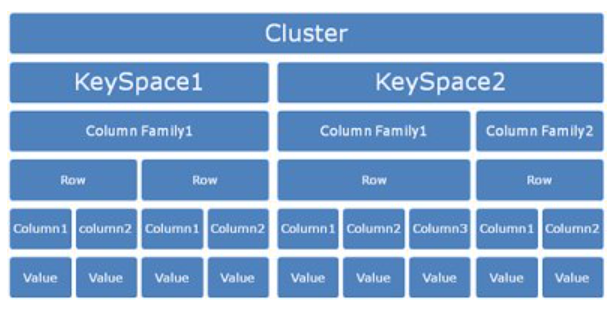 Cluster
KeySpace1 KeySpace2
Column Family1 Column Family1 Column Family2
Row Row Row Row
Column1 column2 Column1 Column2 Column1 Column2 Column3 Column1 Column2
Value Value Value Value Value Value Value Value Value